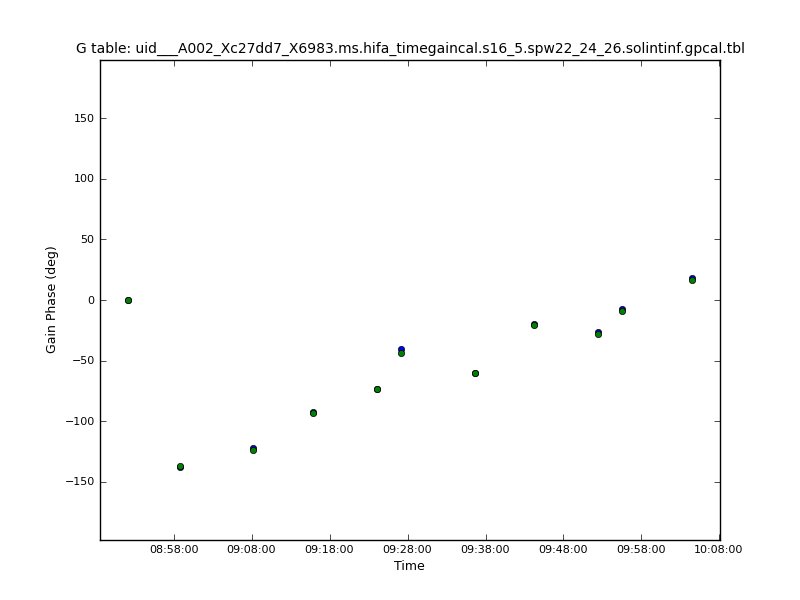 G table: uid___A002_Xc27dd7_X6983.ms.hifa_timegaincal.s16_5.spw22_24_26.solintinf.gpcal.tbl
150
100
50
0
−50
−100
−150
Gain Phase (deg)
08:58:00 09:08:00 09:18:00 09:28:00 09:38:00 09:48:00 09:58:00 10:08:00
Time